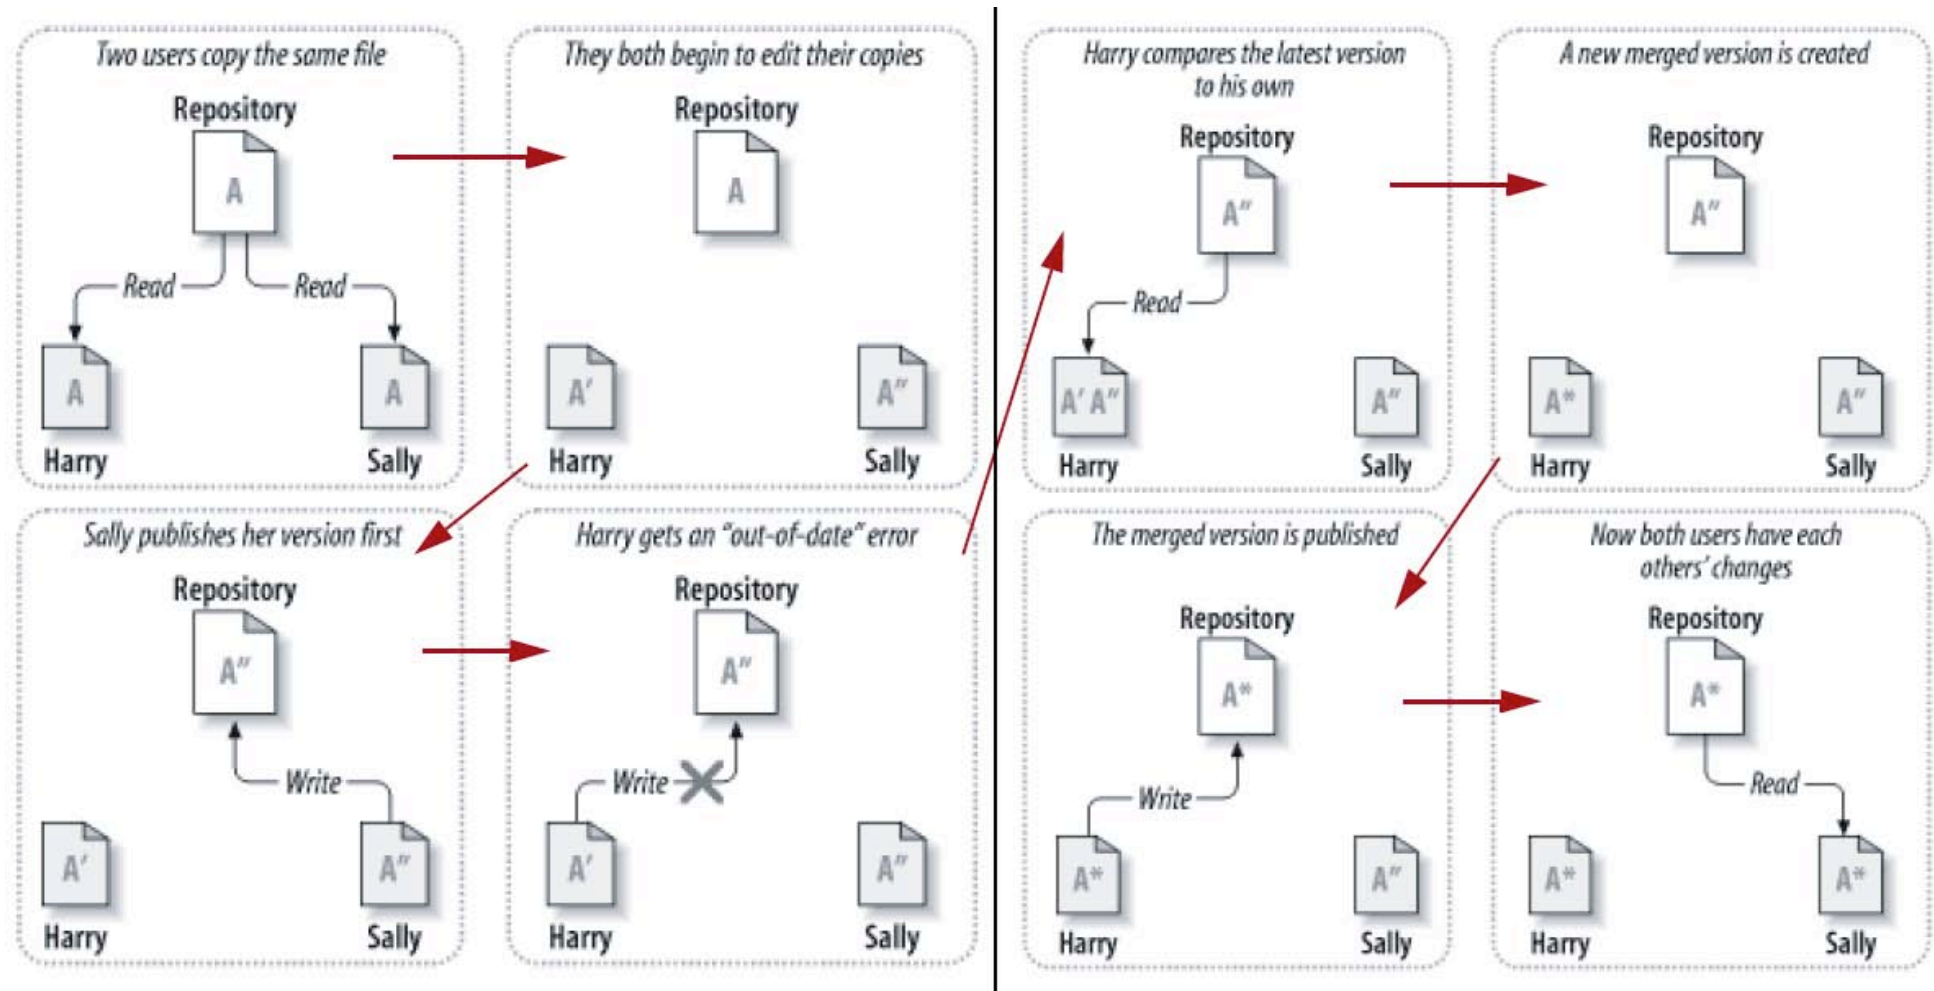 Two users copy the same file
Repository
A
Read Read
A A
Harry Sally
They both begin to edit their copies
Repository
A
A′ A″
Harry Sally
Sally publishes her version first
Repository
A″
Write
A′ A″
Harry Sally
Harry gets an “out-of-date” error
Repository
A″
Write
A′ A″
Harry Sally
Harry compares the latest version
to his own
Repository
A″
Read
A′ A″ A″
Harry Sally
A new merged version is created
Repository
A″
A* A″
Harry Sally
The merged version is published
Repository
A*
Write
A* A″
Harry Sally
Now both users have each
others’ changes
Repository
A*
Read
A* A*
Harry Sally